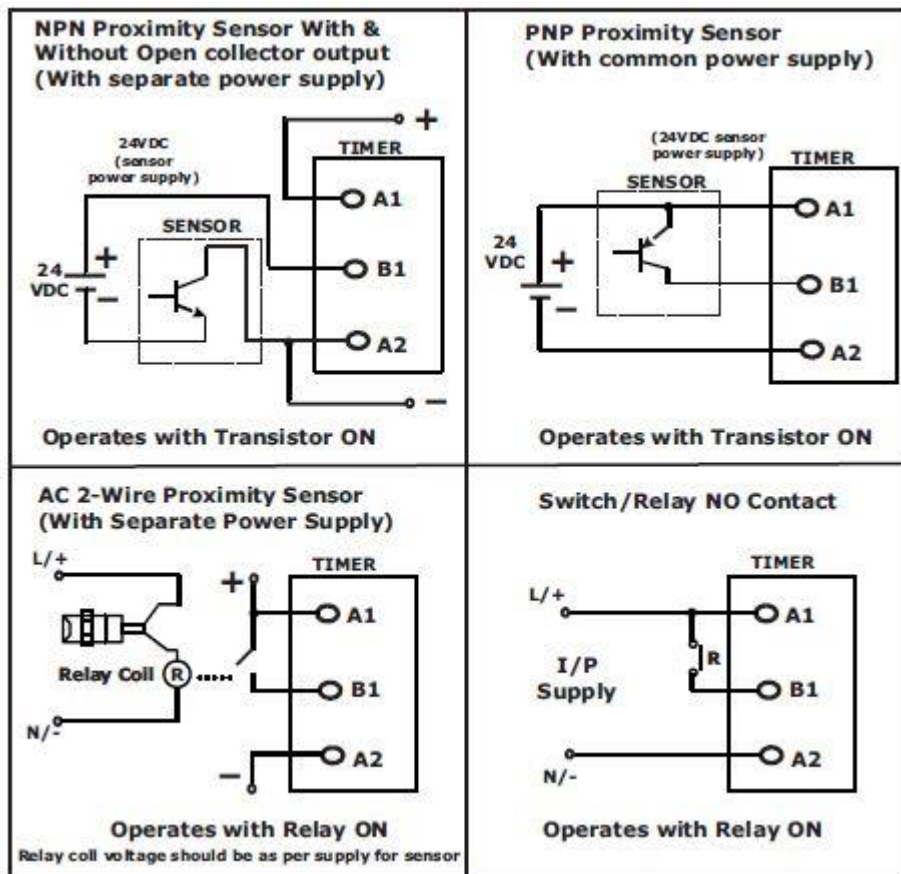 NPN Proximity Sensor With &
Without Open collector output
(With separate power supply)
24VDC
(sensor
power supply)
TIMER
+
A1
SENSOR
24
VDC
+
−
B1
A2
−
Operates with Transistor ON
PNP Proximity Sensor
(With common power supply)
(24VDC sensor
power supply)
TIMER
SENSOR
A1
24
VDC
+
−
B1
A2
Operates with Transistor ON
AC 2-Wire Proximity Sensor
(With Separate Power Supply)
L/+
TIMER
+
A1
Relay Coil
R
B1
N/-
A2
−
Operates with Relay ON
Relay coll voltage should be as per supply for sensor
Switch/Relay NO Contact
TIMER
L/+
A1
R
I/P
Supply
B1
A2
N/-
Operates with Relay ON